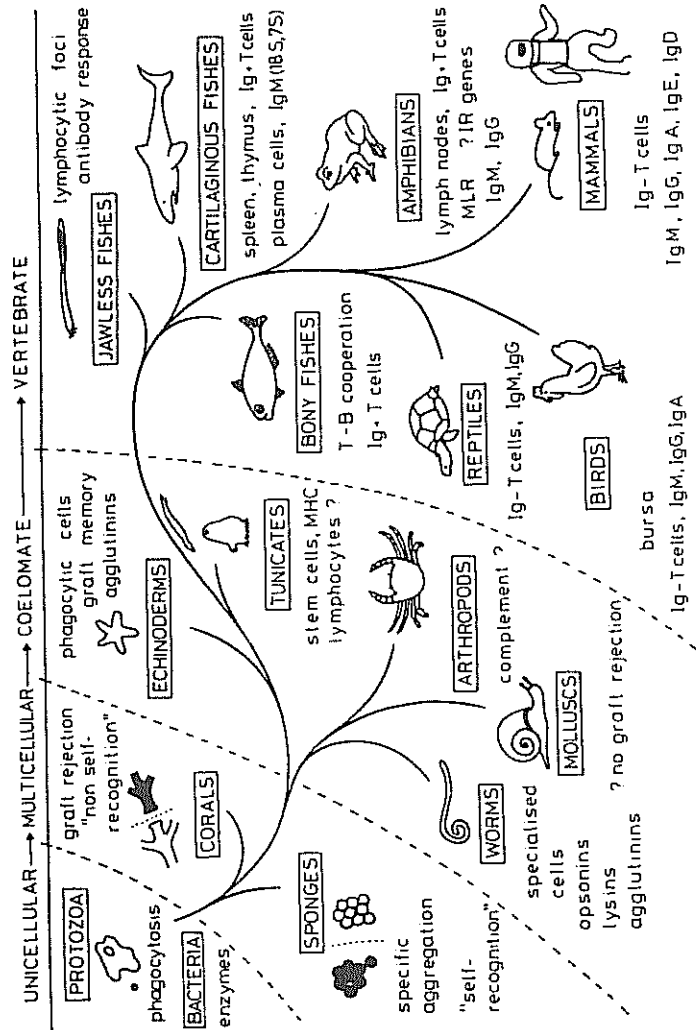 UNICELLULAR → MULTICELLULAR → COELOMATE → VERTEBRATE
PROTOZOA
phagocytosis
BACTERIA
enzymes
graft rejection
"non self-
recognition"
CORALS
SPONGES
specific
aggregation
"self-
recognition"
phagocytic cells
graft memory
agglutinins
ECHINODERMS
TUNICATES
stem cells, MHC
lymphocytes ?
ARTHROPODS
complement ?
MOLLUSCS
? no graft rejection
WORMS
specialised
cells
opsonins
lysins
agglutinins
lymphocytic foci
antibody response
JAWLESS FISHES
CARTILAGINOUS FISHES
spleen, thymus, Ig+T cells
plasma cells, IgM (18S,7S)
BONY FISHES
T-B cooperation
Ig+ T cells
AMPHIBIANS
lymph nodes, Ig+T cells
MLR ?IR genes
IgM, IgG
REPTILES
Ig-Tcells, IgM,IgG
BIRDS
bursa
Ig-Tcells, IgM,IgG,IgA
MAMMALS
Ig-T cells
IgM, IgG, IgA, IgE, IgD